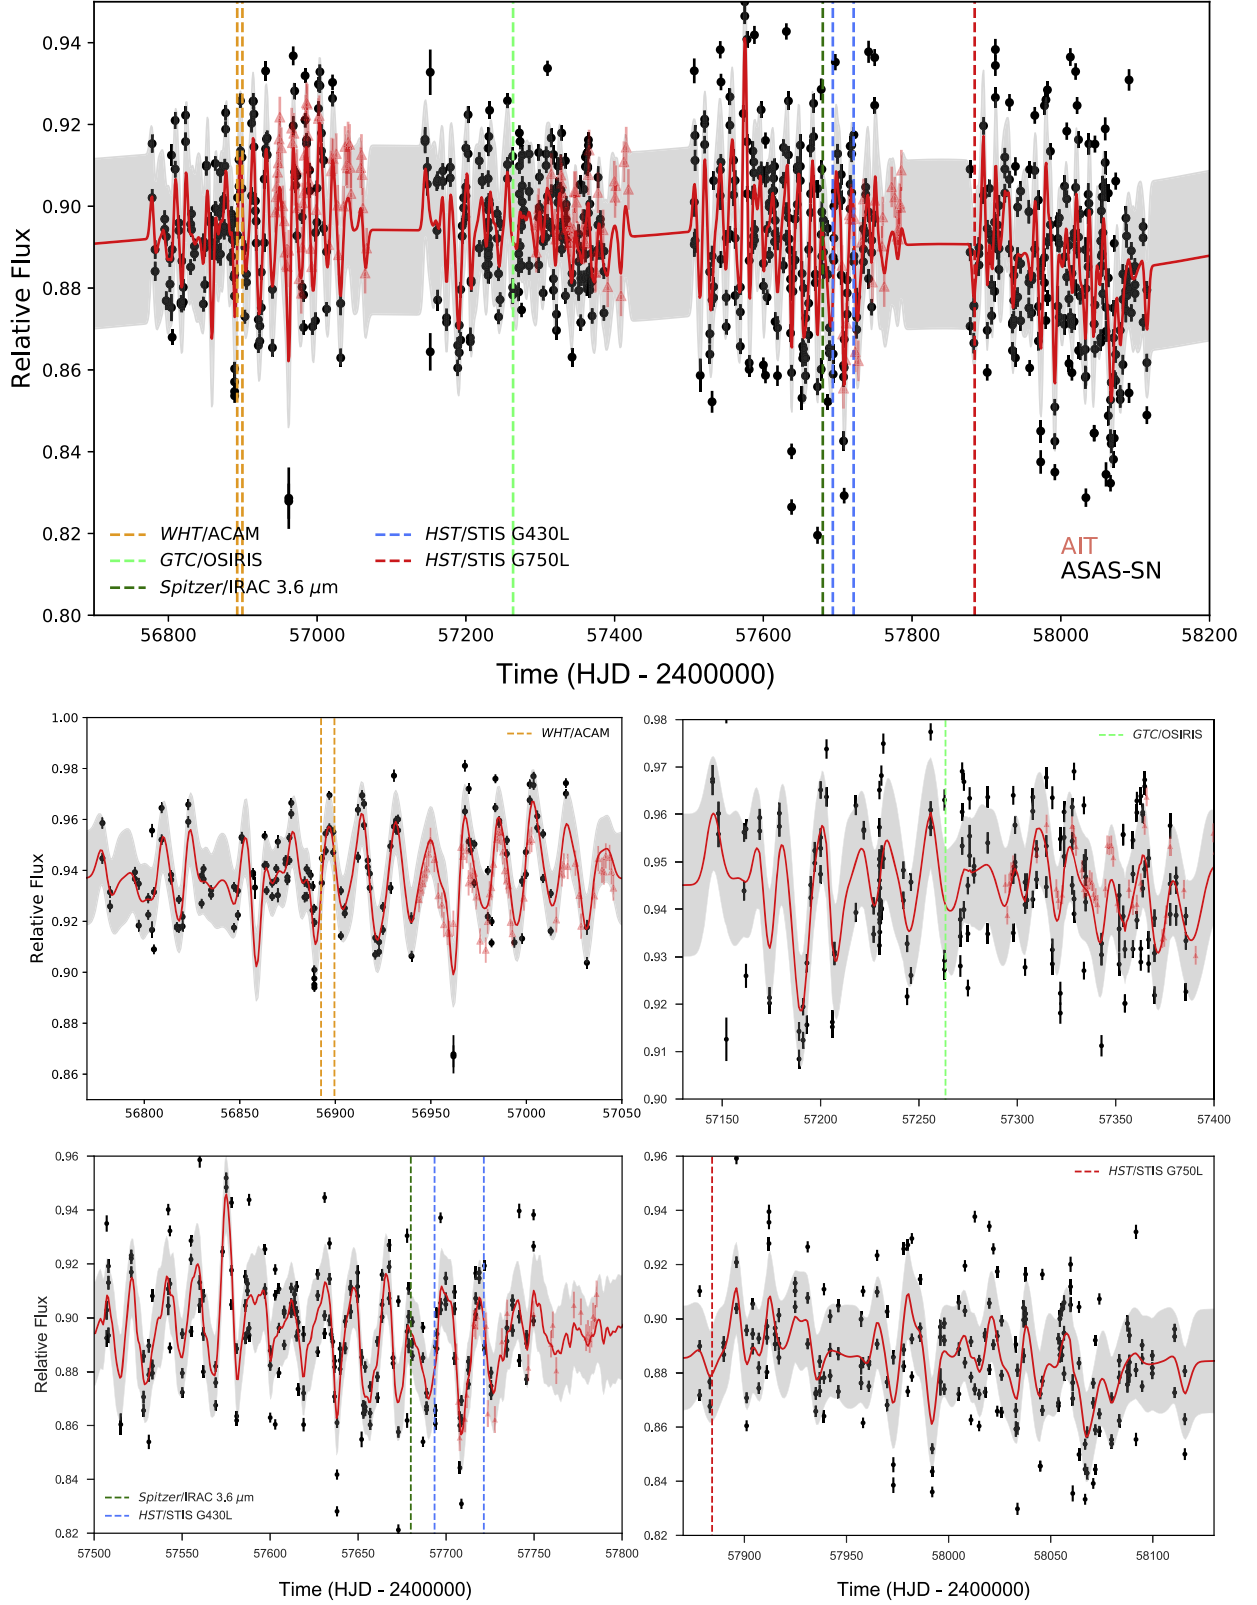 0.94
0.92
0.90
0.88
0.86
0.84
0.82
0.80
Relative Flux
WHT/ACAM
GTC/OSIRIS
Spitzer/IRAC 3.6 μm
HST/STIS G430L
HST/STIS G750L
AIT
ASAS-SN
56800 57000 57200 57400 57600 57800 58000 58200
Time (HJD - 2400000)
1.00
0.98
0.96
0.94
0.92
0.90
0.88
0.86
Relative Flux
WHT/ACAM
56800 56850 56900 56950 57000 57050
0.98
0.97
0.96
0.95
0.94
0.93
0.92
0.91
0.90
GTC/OSIRIS
57150 57200 57250 57300 57350 57400
0.96
0.94
0.92
0.90
0.88
0.86
0.84
0.82
Relative Flux
Spitzer/IRAC 3.6 μm
HST/STIS G430L
57500 57550 57600 57650 57700 57750 57800
Time (HJD - 2400000)
0.96
0.94
0.92
0.90
0.88
0.86
0.84
0.82
HST/STIS G750L
57900 57950 58000 58050 58100
Time (HJD - 2400000)